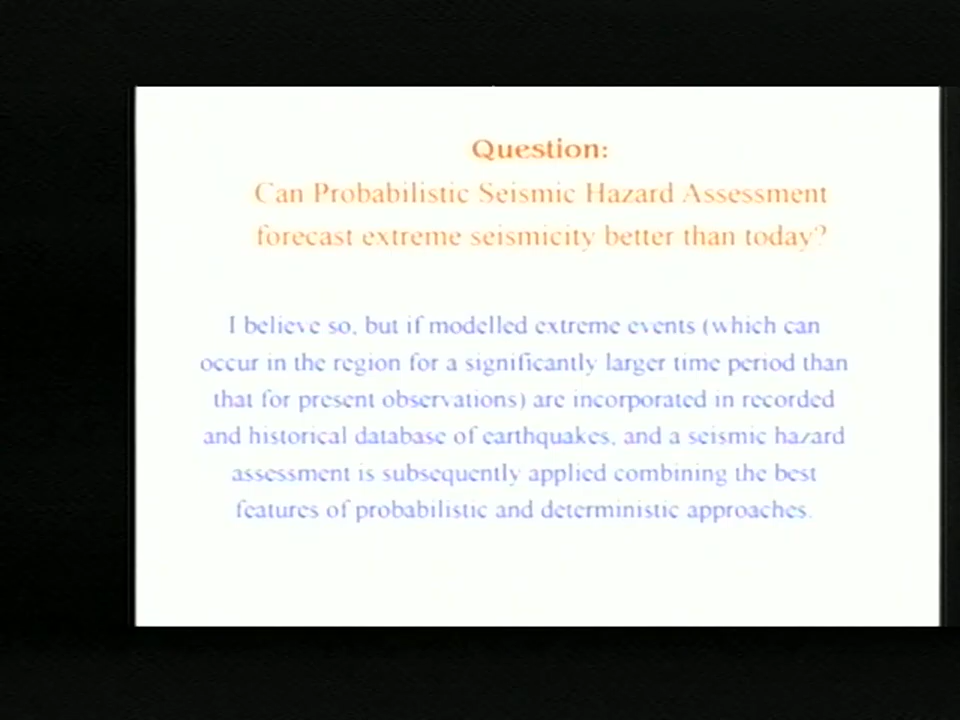 Question:
Can Probabilistic Seismic Hazard Assessment
forecast extreme seismicity better than today?
I believe so, but if modelled extreme events (which can
occur in the region for a significantly larger time period than
that for present observations) are incorporated in recorded
and historical database of earthquakes, and a seismic hazard
assessment is subsequently applied combining the best
features of probabilistic and deterministic approaches.